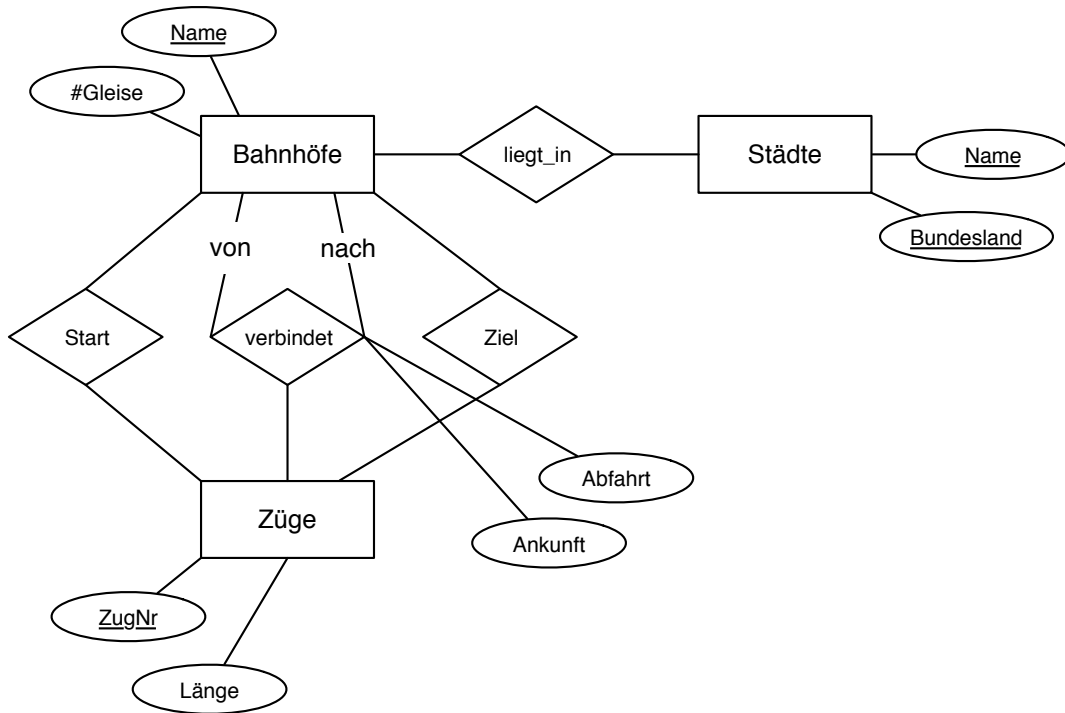 Name
#Gleise
Bahnhöfe
liegt_in
Städte
Name
Bundesland
von
nach
Start
verbindet
Ziel
Abfahrt
Züge
Ankunft
ZugNr
Länge